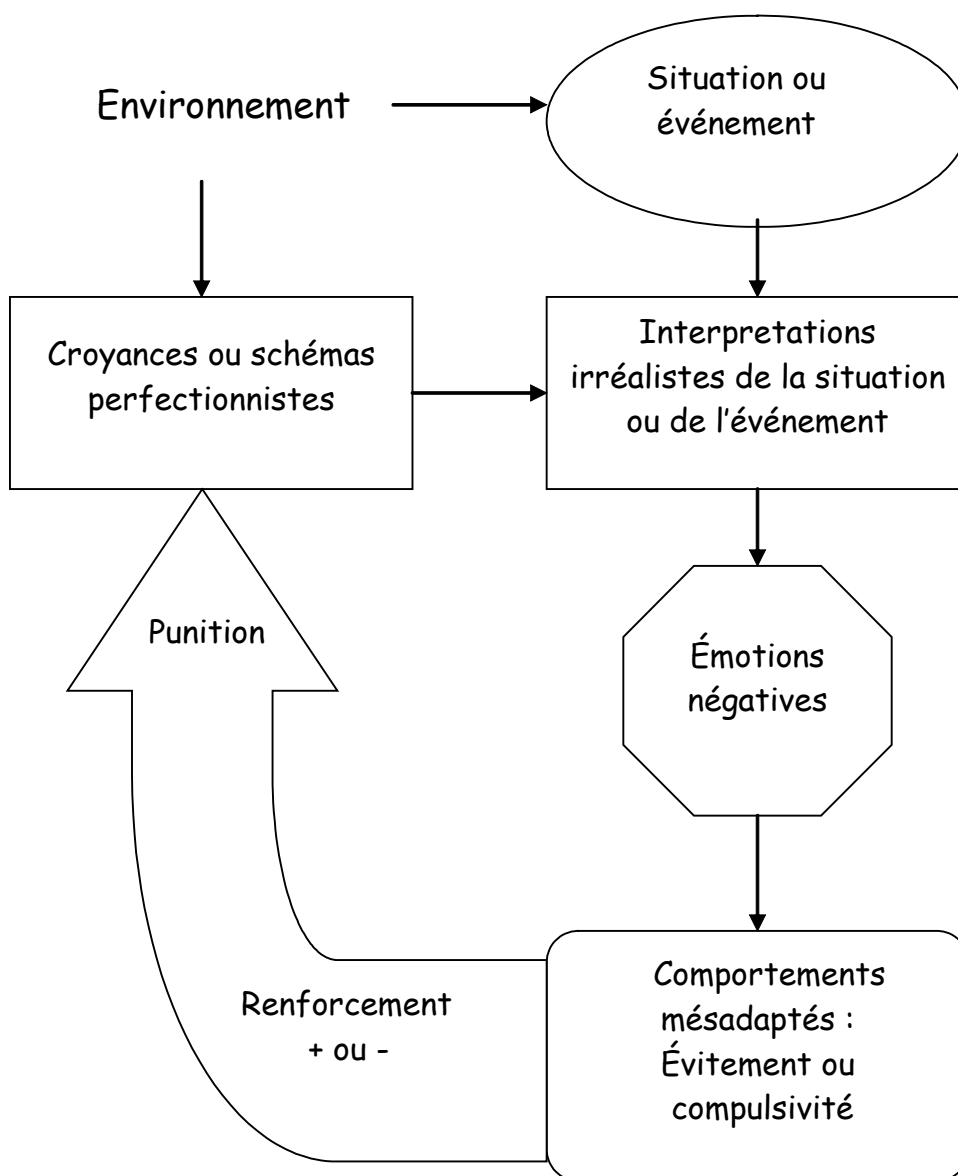 Environnement
Situation ou
événement
Croyances ou schémas
perfectionnistes
Interpretations
irréalistes de la situation
ou de l'événement
Punition
Émotions
négatives
Renforcement
+ ou -
Comportements
mésadaptés :
Évitement ou
compulsivité